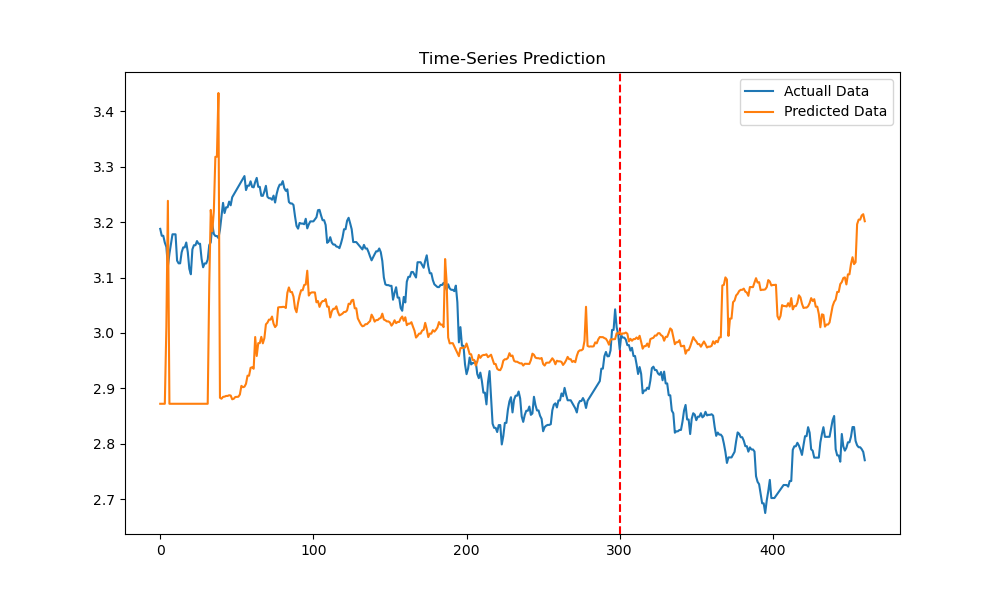 Time-Series Prediction
Actuall Data
Predicted Data
3.4
3.3
3.2
3.1
3.0
2.9
2.8
2.7
0 100 200 300 400